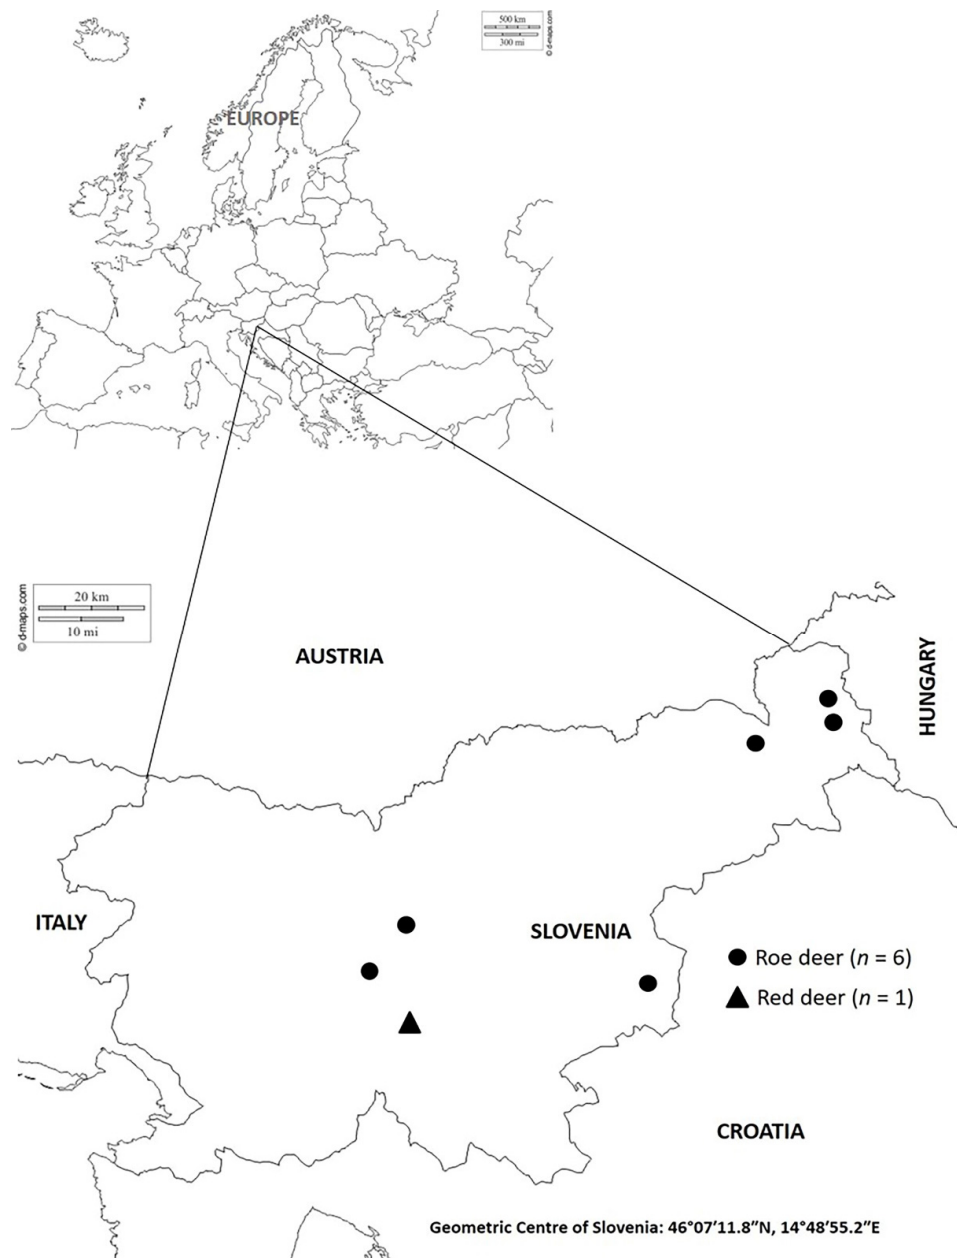 500 km
300 mi
© d-maps.com
EUROPE
© d-maps.com
20 km
10 mi
AUSTRIA
HUNGARY
ITALY
SLOVENIA
Roe deer (n = 6)
Red deer (n = 1)
CROATIA
Geometric Centre of Slovenia: 46°07'11.8”N, 14°48'55.2”E